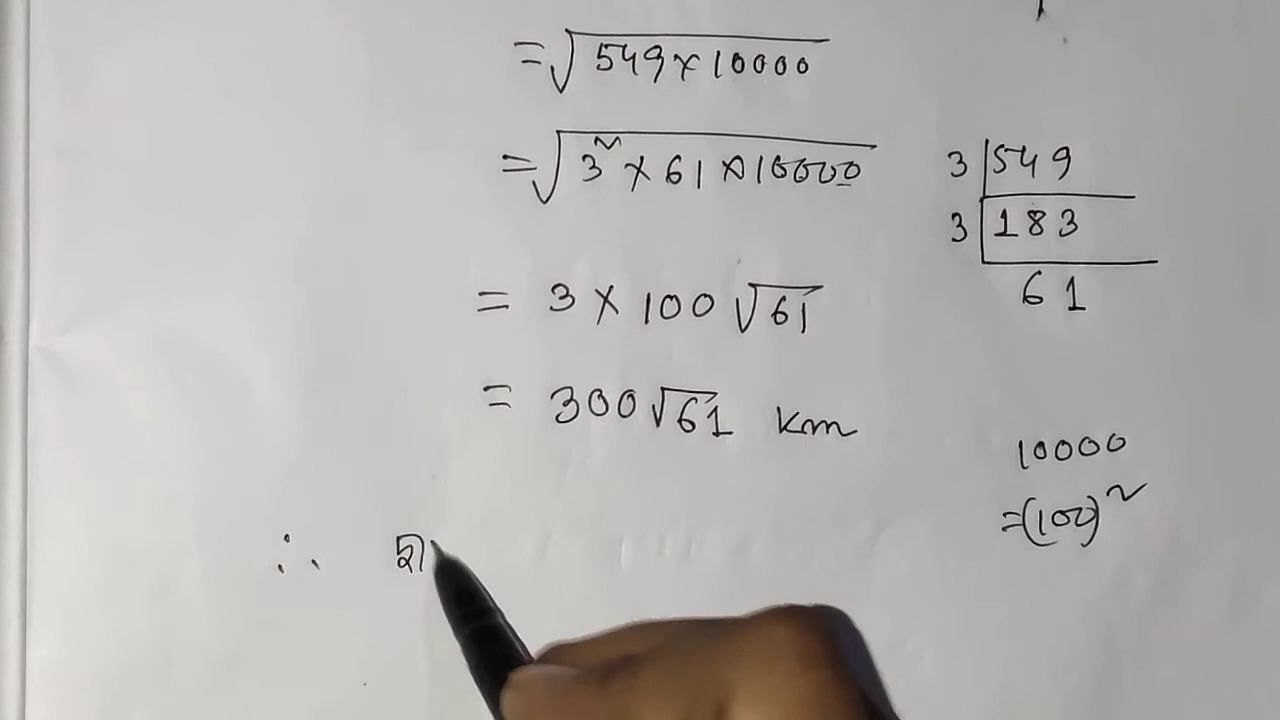 = √549 × 10000
= √3² × 61 × 10000
= 3 × 100 √61
= 300 √61 km
∴
3 549
3 183
61
10000
= (100)²